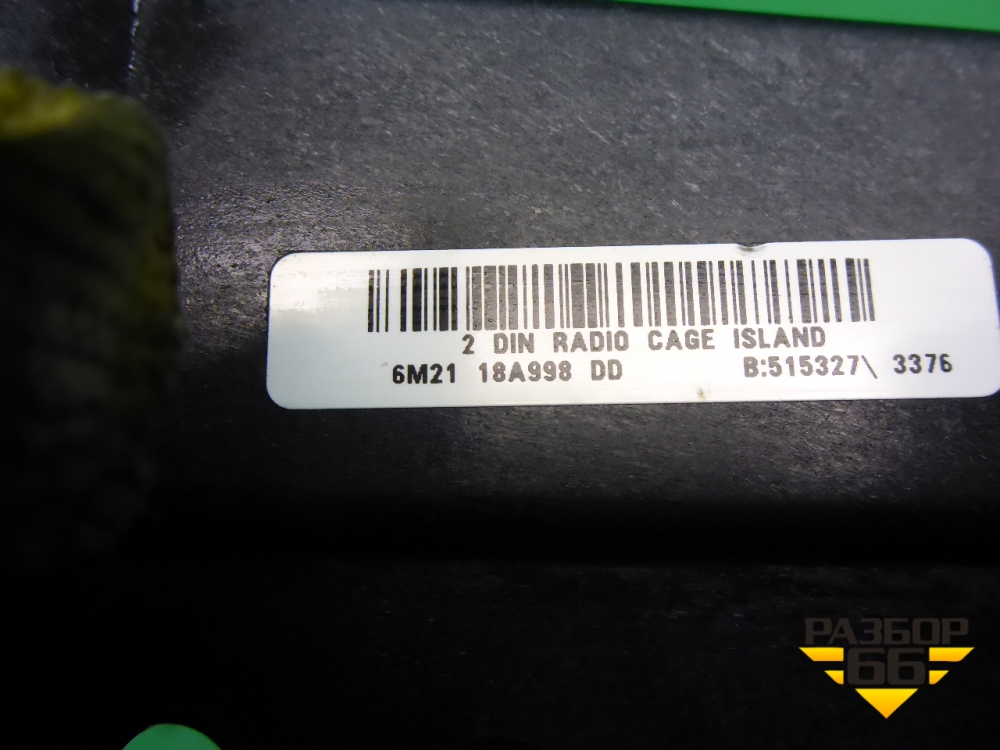 2 DIN RADIO CAGE ISLAND
6M21 18A998 DD B:515327\ 3376
РАЗБОР
66